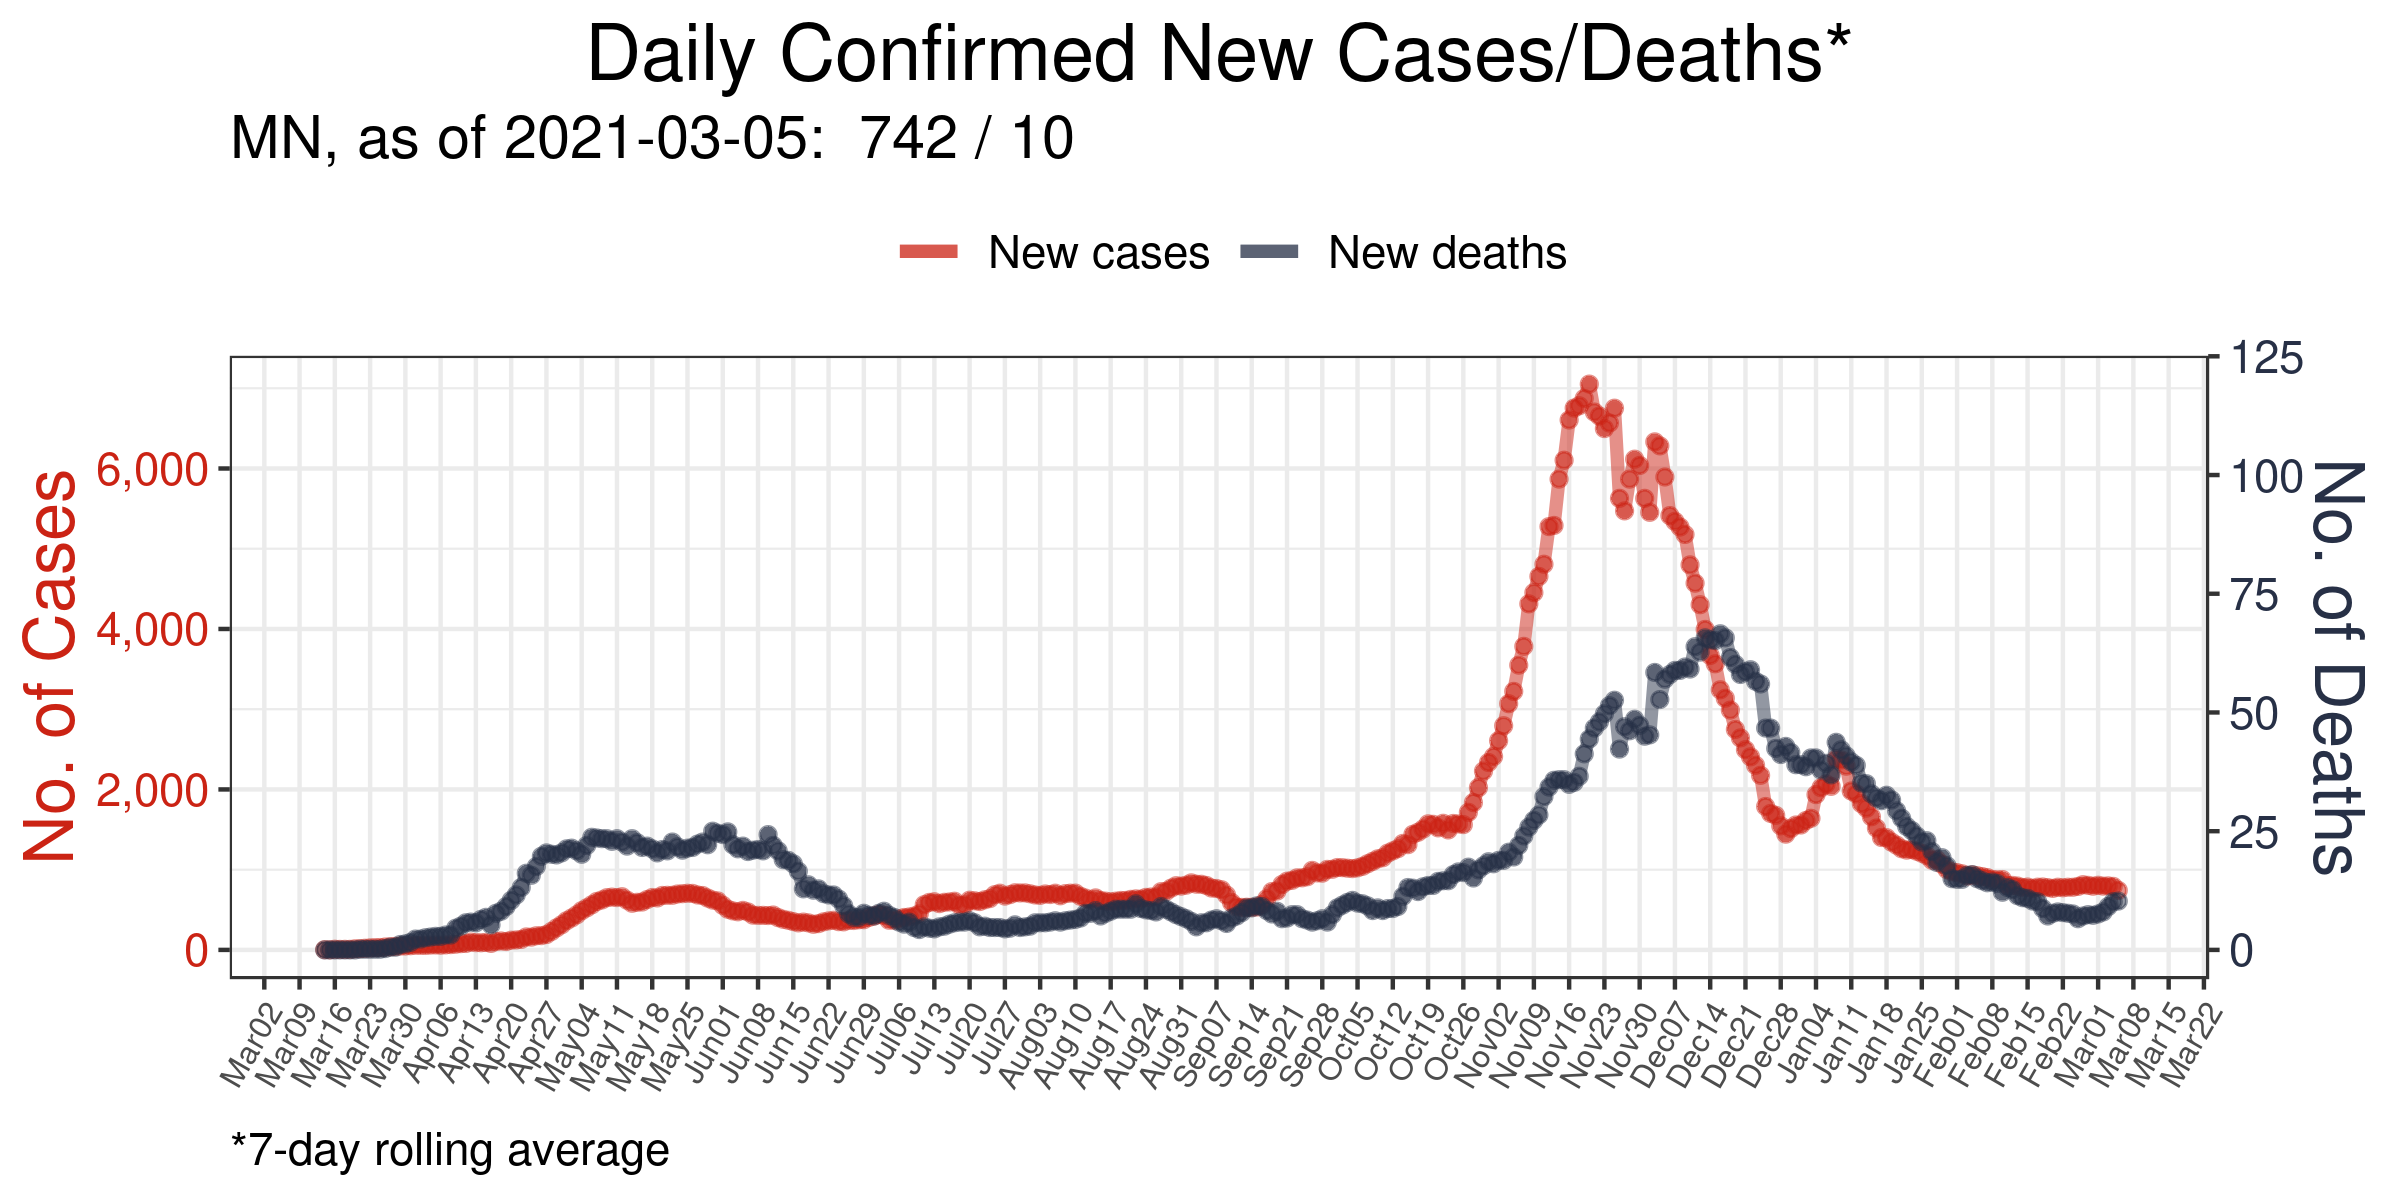 Daily Confirmed New Cases/Deaths*
MN, as of 2021-03-05:  742 / 10
New cases
New deaths
No. of Cases
6,000
4,000
2,000
0
125
100
75
50
25
0
No. of Deaths
Mar02
Mar09
Mar16
Mar23
Mar30
Apr06
Apr13
Apr20
Apr27
May04
May11
May18
May25
Jun01
Jun08
Jun15
Jun22
Jun29
Jul06
Jul13
Jul20
Jul27
Aug03
Aug10
Aug17
Aug24
Aug31
Sep07
Sep14
Sep21
Sep28
Oct05
Oct12
Oct19
Oct26
Nov02
Nov09
Nov16
Nov23
Nov30
Dec07
Dec14
Dec21
Dec28
Jan04
Jan11
Jan18
Jan25
Feb01
Feb08
Feb15
Feb22
Mar01
Mar08
Mar15
Mar22
*7-day rolling average